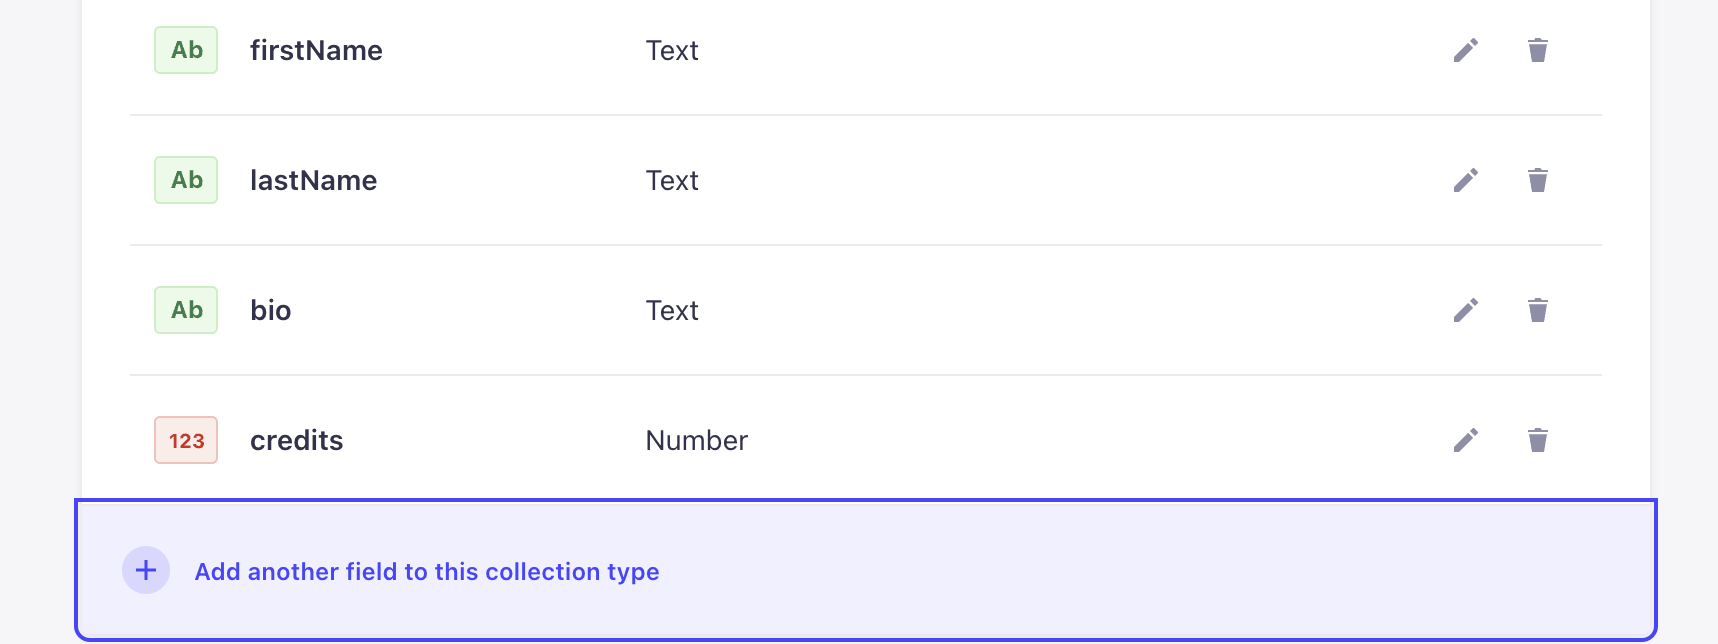 Ab firstName Text
Ab lastName Text
Ab bio Text
123 credits Number
Add another field to this collection type